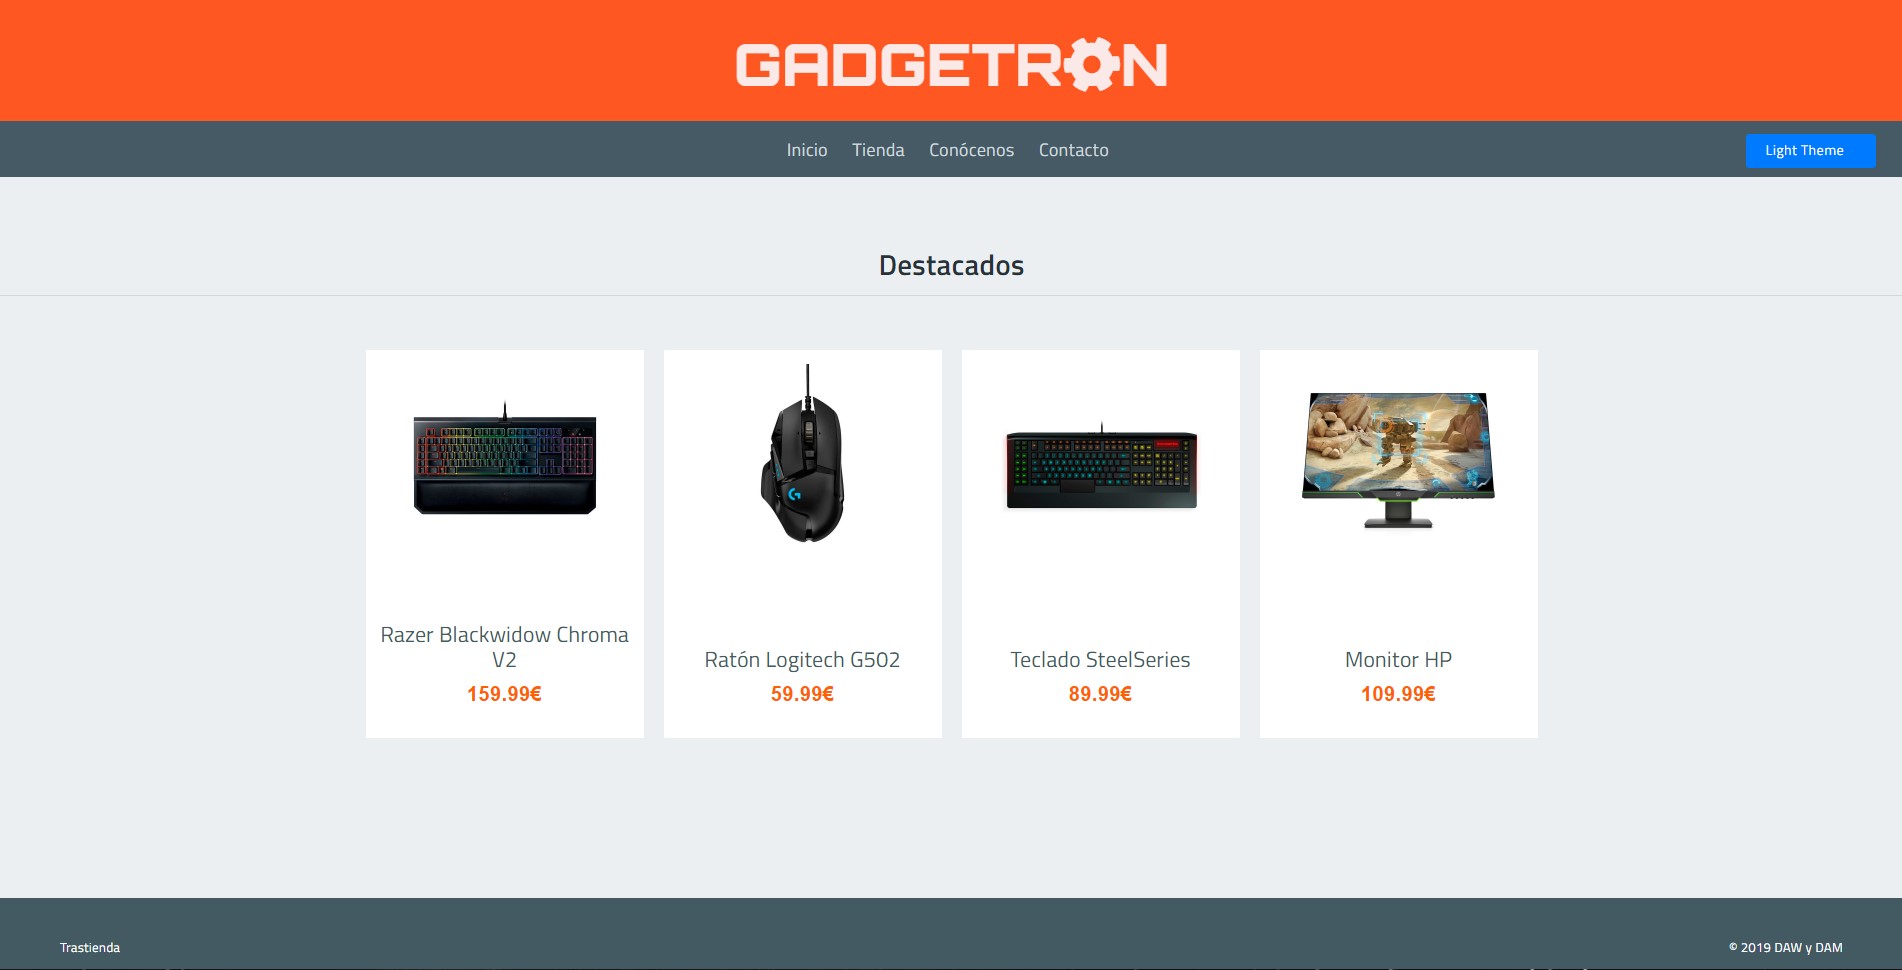 GADGETRON
Inicio Tienda Conócenos Contacto
Light Theme
Destacados
Razer Blackwidow Chroma
V2
159.99€
Ratón Logitech G502
59.99€
Teclado SteelSeries
89.99€
Monitor HP
109.99€
Trastienda
© 2019 DAW y DAM